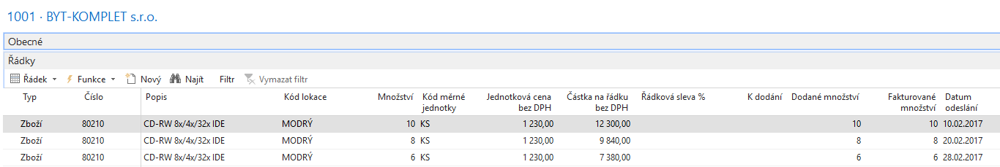 1001 · BYT-KOMPLET s.r.o.
Obecné
Řádky
Řádek Funkce Nový Najít Filtr Vymazat filtr
Typ Číslo Popis Kód lokace Množství Kód měrné jednotky Jednotková cena bez DPH Částka na řádku bez DPH Řádková sleva % K dodání Dodané množství Fakturované množství Datum odeslání
Zboží 80210 CD-RW 8x/4x/32x IDE MODRÝ 10 KS 1 230,00 12 300,00 10 10 10.02.2017
Zboží 80210 CD-RW 8x/4x/32x IDE MODRÝ 8 KS 1 230,00 9 840,00 8 8 20.02.2017
Zboží 80210 CD-RW 8x/4x/32x IDE MODRÝ 6 KS 1 230,00 7 380,00 6 6 28.02.2017